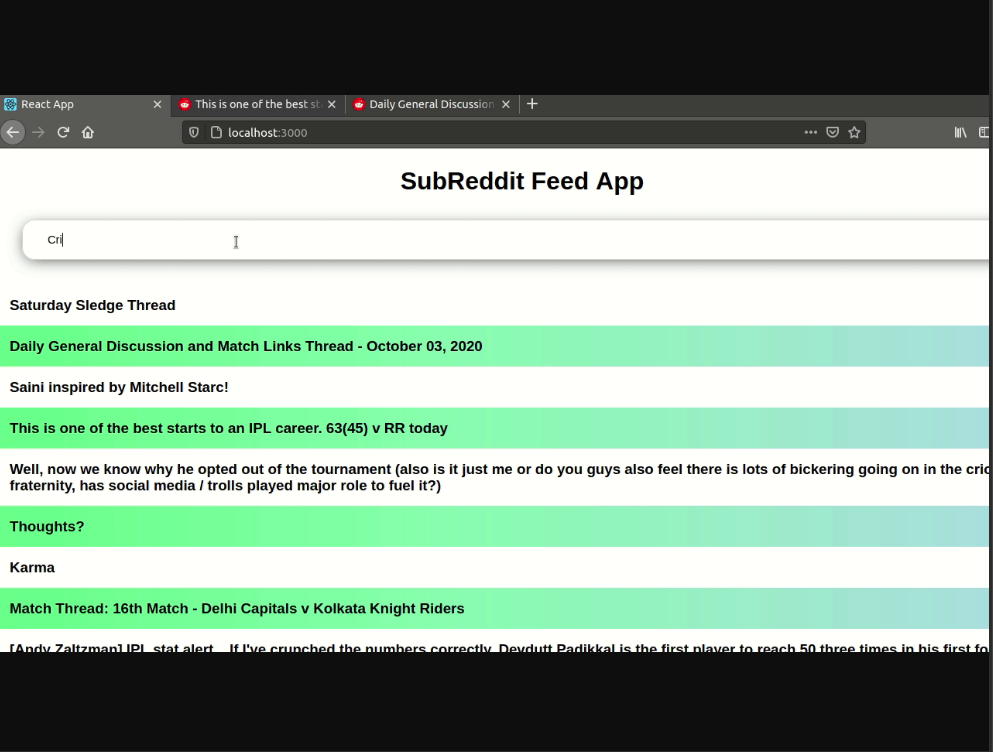 React App
This is one of the best st
Daily General Discussion
localhost:3000
SubReddit Feed App
Cri
Saturday Sledge Thread
Daily General Discussion and Match Links Thread - October 03, 2020
Saini inspired by Mitchell Starc!
This is one of the best starts to an IPL career. 63(45) v RR today
Well, now we know why he opted out of the tournament (also is it just me or do you guys also feel there is lots of bickering going on in the cric
fraternity, has social media / trolls played major role to fuel it?)
Thoughts?
Karma
Match Thread: 16th Match - Delhi Capitals v Kolkata Knight Riders
[Andy Zaltzman] IPL stat alert... If I've crunched the numbers correctly, Devdutt Padikkal is the first player to reach 50 three times in his first fo